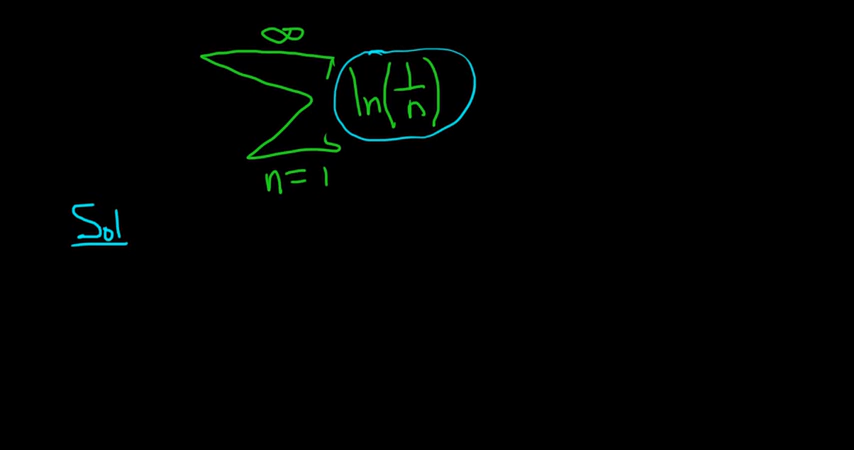 ∞
∑ ln(1/n)
n = 1
Sol